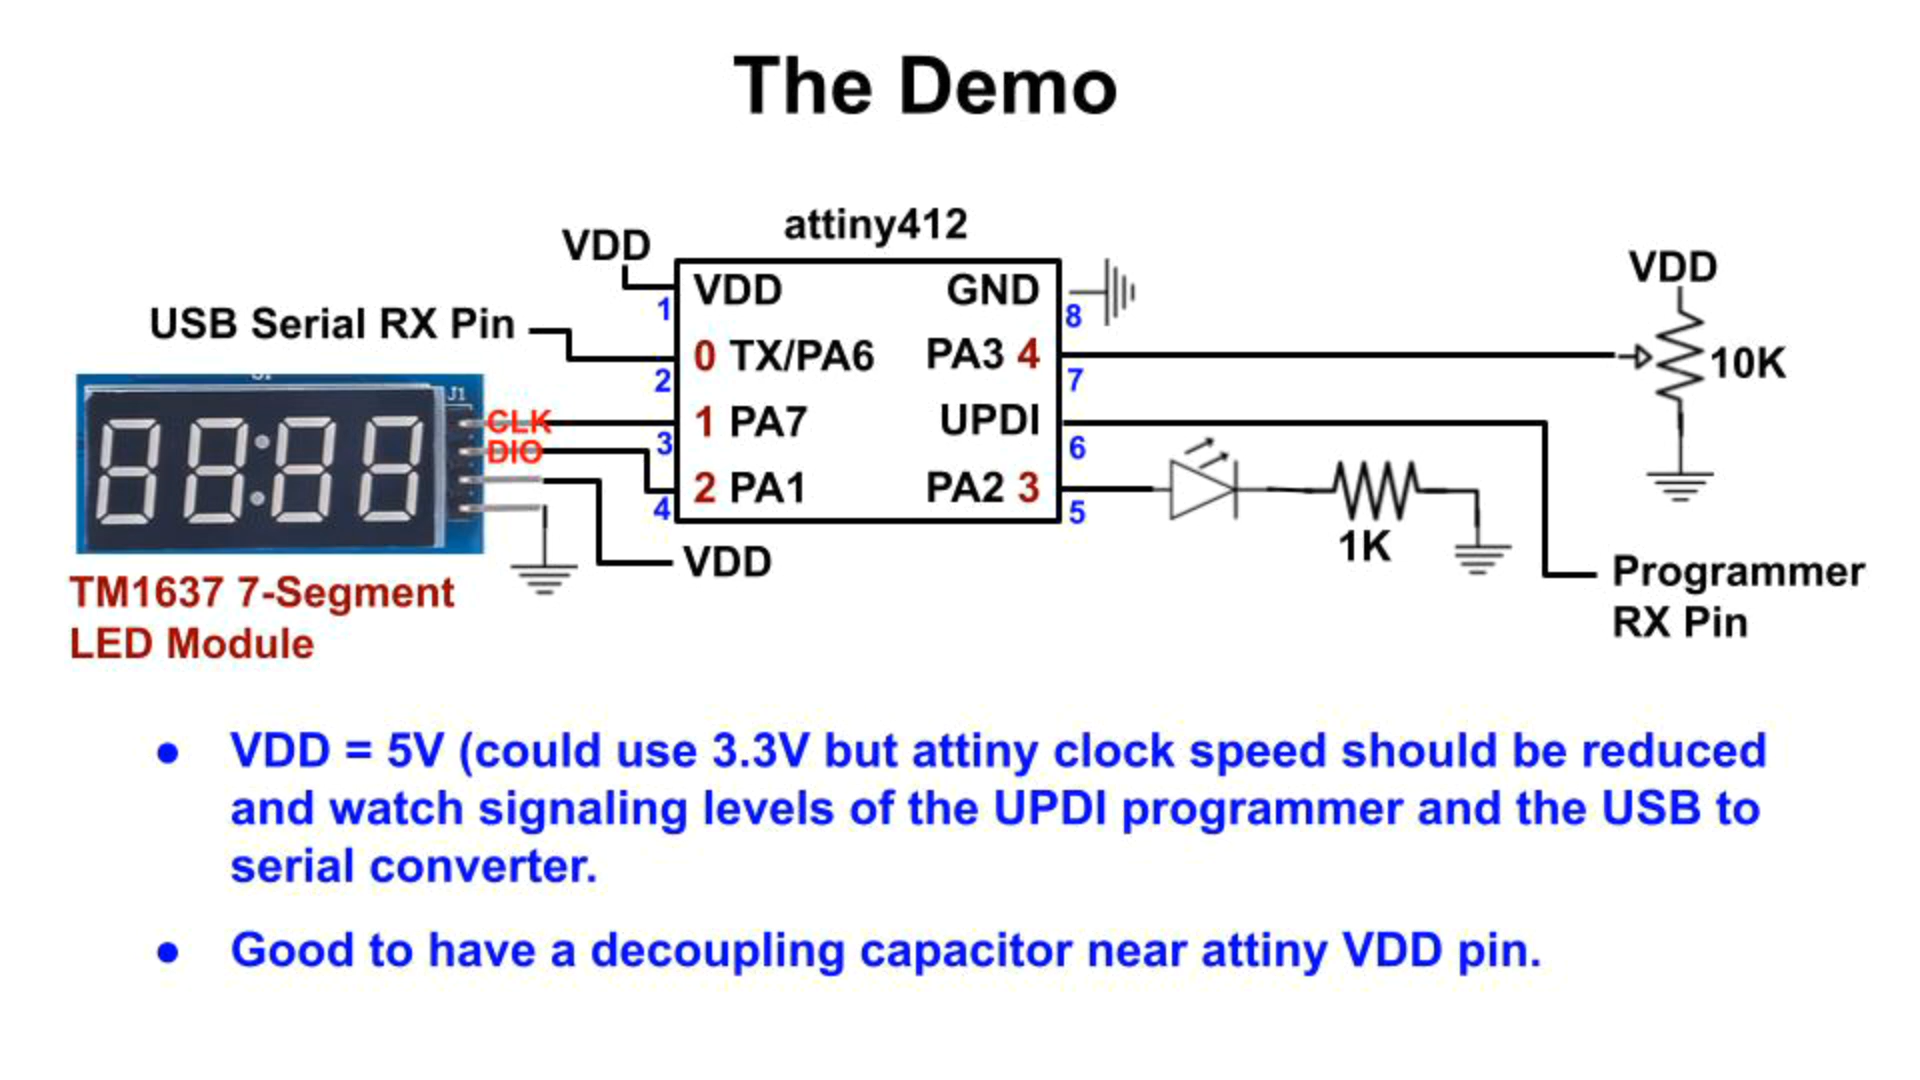 The Demo
attiny412
VDD
VDD
USB Serial RX Pin
1
VDD
GND
8
VDD
2
0 TX/PA6
PA3 4
7
10K
J1
CLK
3
1 PA7
UPDI
6
DIO
4
2 PA1
PA2 3
5
1K
VDD
Programmer
RX Pin
TM1637 7-Segment
LED Module
● VDD = 5V (could use 3.3V but attiny clock speed should be reduced
and watch signaling levels of the UPDI programmer and the USB to
serial converter.
● Good to have a decoupling capacitor near attiny VDD pin.